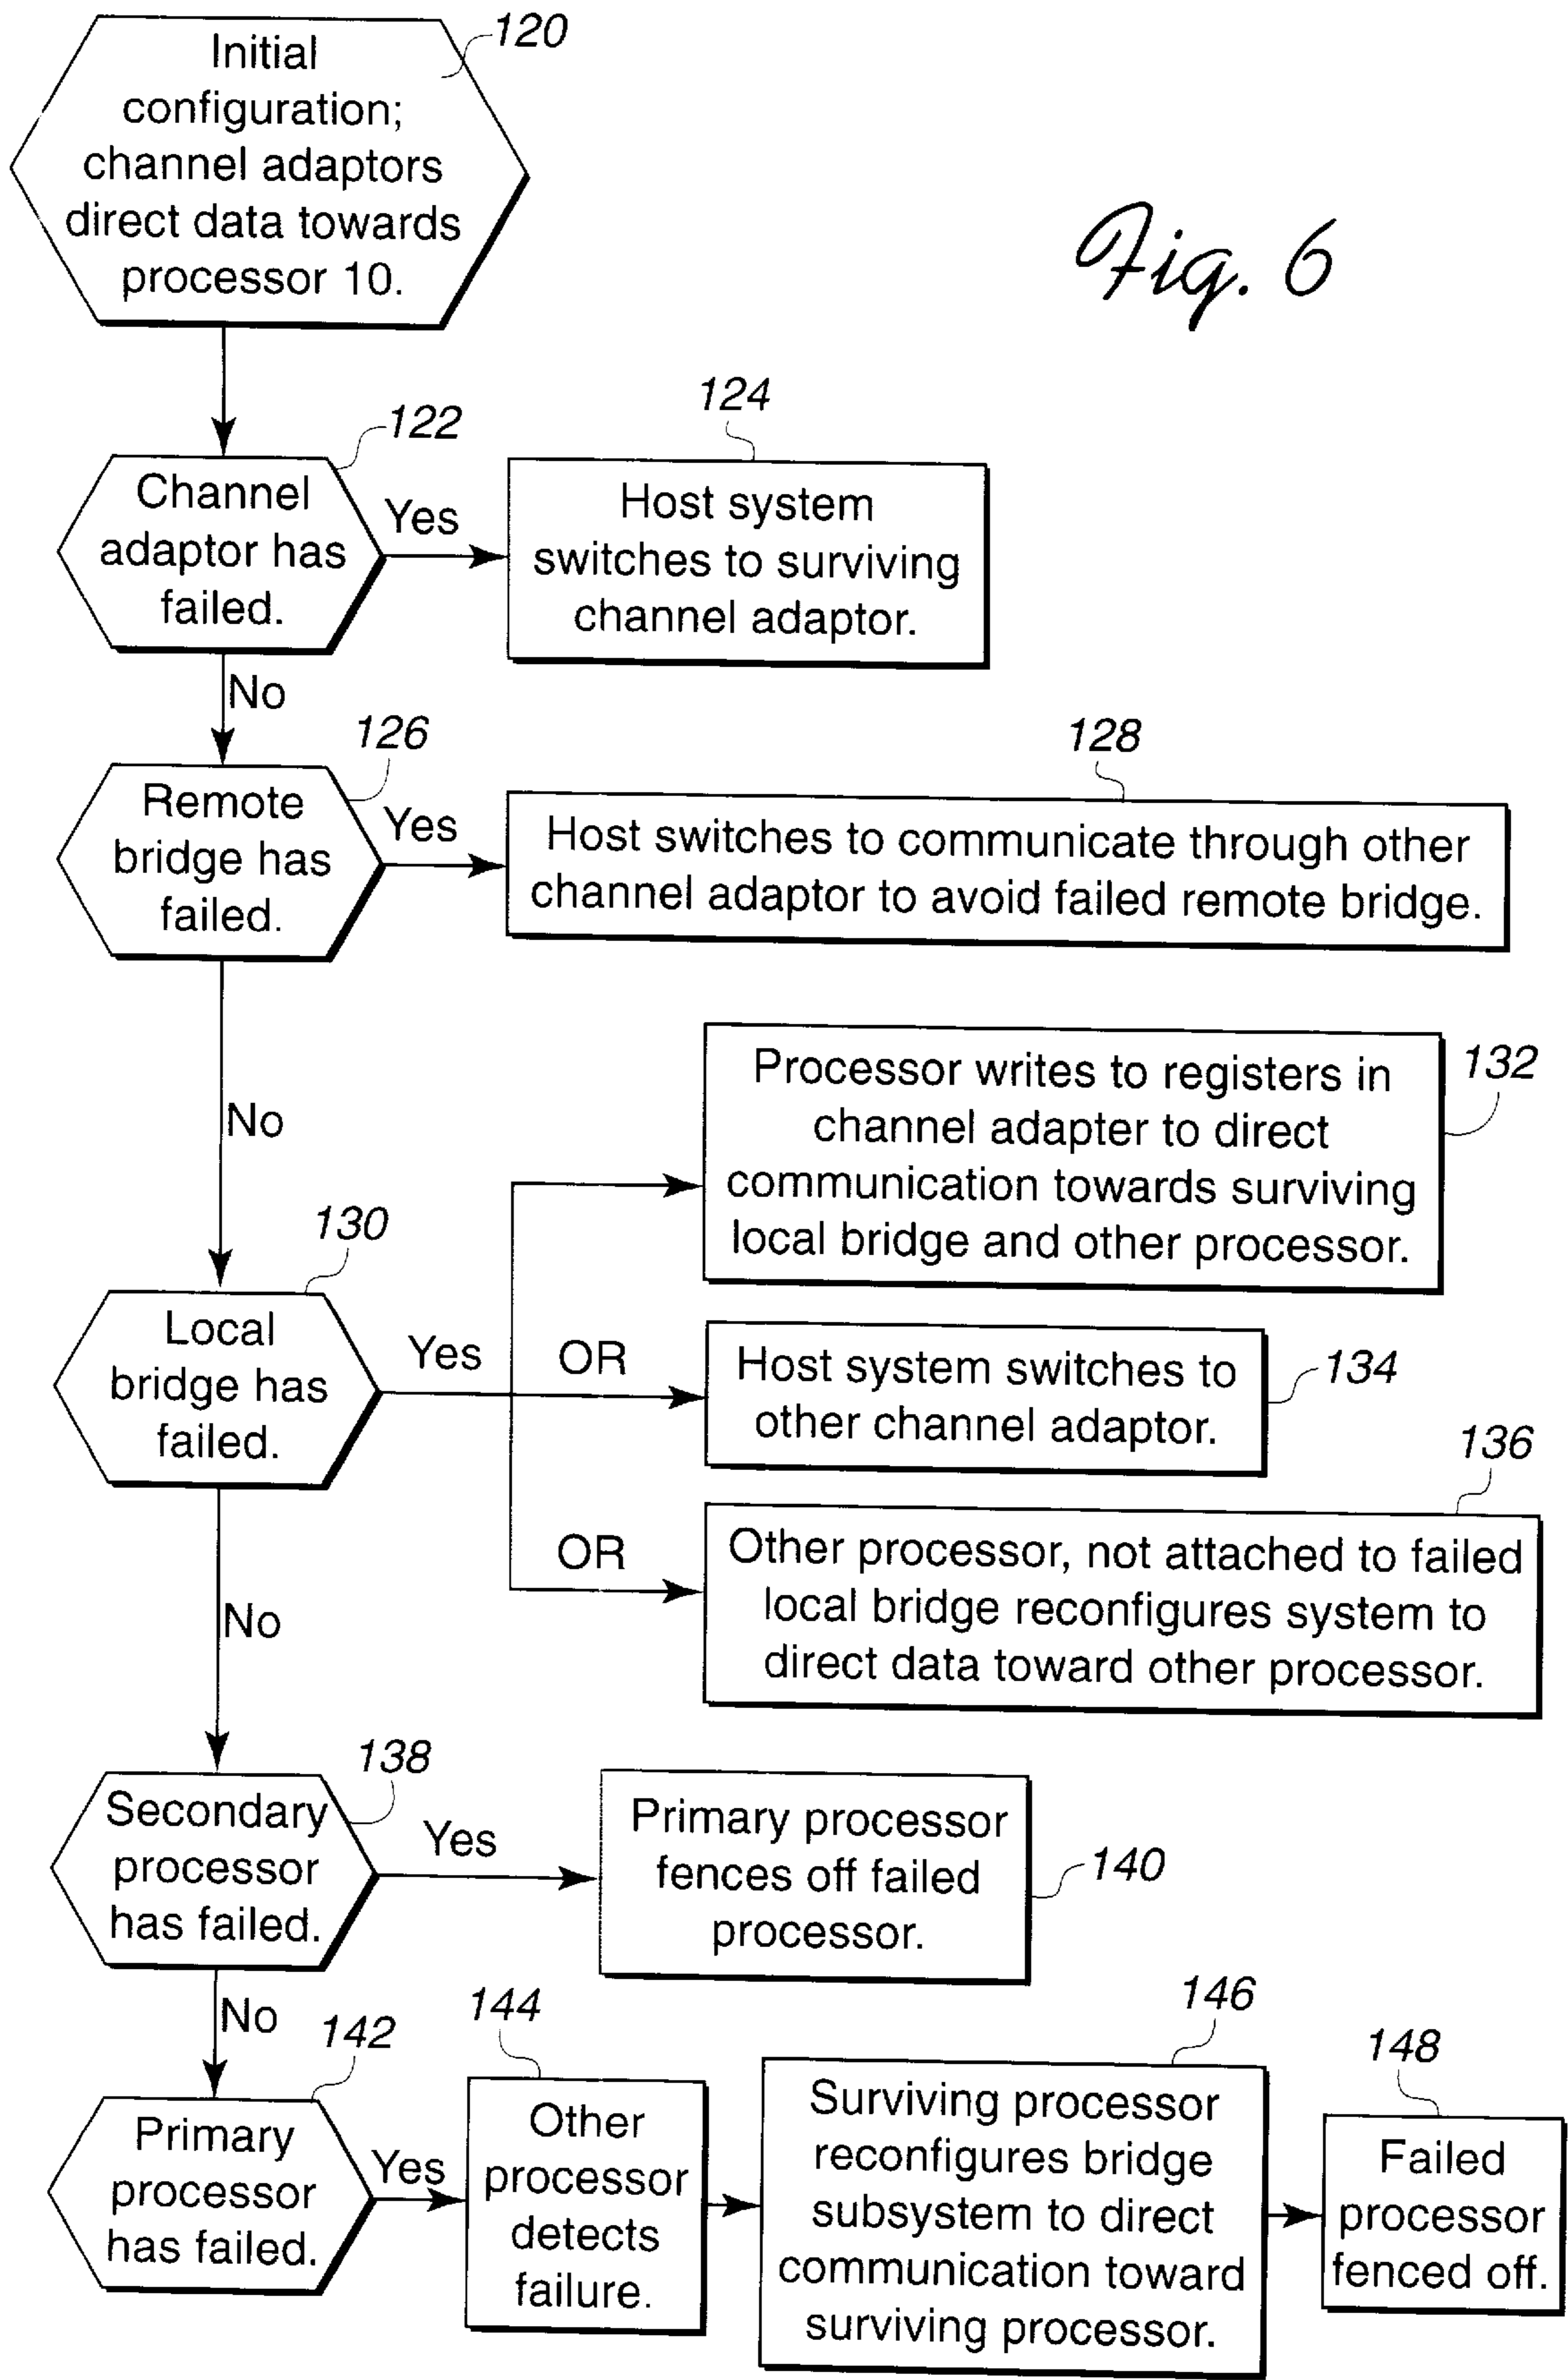 120
Initial
configuration;
channel adaptors
direct data towards
processor 10.
Fig. 6
122
Channel
adaptor has
failed.
Yes
124
Host system
switches to surviving
channel adaptor.
No
126
Remote
bridge has
failed.
Yes
128
Host switches to communicate through other
channel adaptor to avoid failed remote bridge.
No
130
Local
bridge has
failed.
Yes
132
Processor writes to registers in
channel adapter to direct
communication towards surviving
local bridge and other processor.
OR
134
Host system switches to
other channel adaptor.
OR
136
Other processor, not attached to failed
local bridge reconfigures system to
direct data toward other processor.
No
138
Secondary
processor
has failed.
Yes
140
Primary processor
fences off failed
processor.
No
142
Primary
processor
has failed.
Yes
144
Other
processor
detects
failure.
146
Surviving processor
reconfigures bridge
subsystem to direct
communication toward
surviving processor.
148
Failed
processor
fenced off.